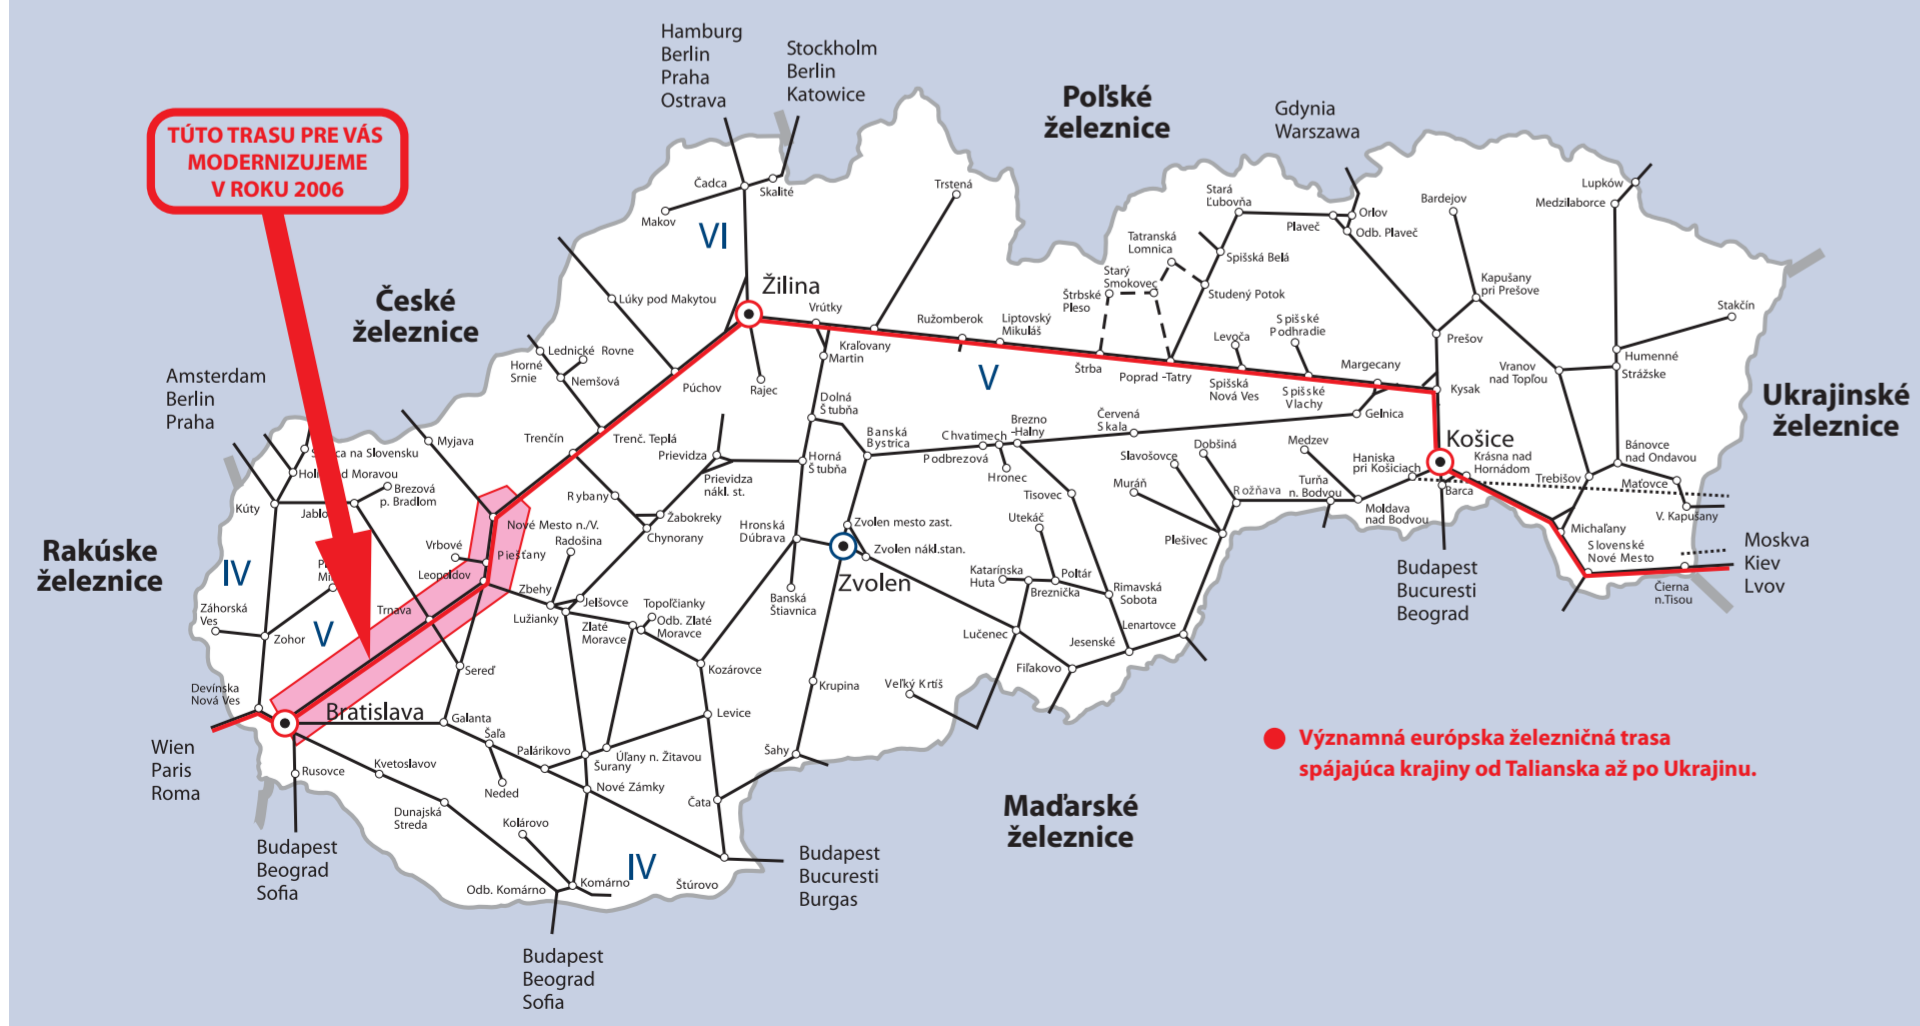 Hamburg
Berlin
Praha
Ostrava
Stockholm
Berlin
Katowice
Poľské
železnice
Gdynia
Warszawa
TÚTO TRASU PRE VÁS
MODERNIZUJEME
V ROKU 2006
České
železnice
Amsterdam
Berlin
Praha
Rakúske
železnice
Ukrajinské
železnice
Maďarské
železnice
Wien
Paris
Roma
Budapest
Beograd
Sofia
Budapest
Beograd
Sofia
Budapest
Bucuresti
Burgas
Budapest
Bucuresti
Beograd
Moskva
Kiev
Lvov
Významná európska železničná trasa
spájajúca krajiny od Talianska až po Ukrajinu.
IV
V
VI
V
IV
Čadca
Skalité
Makov
Trstená
Žilina
Vrútky
Lúky pod Makytou
Lednické Rovne
Horné
Srnie
Nemšová
Púchov
Rajec
Kraľovany
Martin
Ružomberok
Liptovský
Mikuláš
Štrbské
Pleso
Starý
Smokovec
Tatranská
Lomnica
Stará
Ľubovňa
Spišská Belá
Studený Potok
Plaveč
Orlov
Odb. Plaveč
Bardejov
Lupków
Medzilaborce
Kapušany
pri Prešove
Stakčín
Štrba
Poprad -Tatry
Levoča
Spišské
Podhradie
Spišská
Nová Ves
Spišské
Vlachy
Margecany
Prešov
Kysak
Gelnica
Vranov
nad Topľou
Humenné
Strážske
Myjava
Trenčín
Trenč. Teplá
Prievidza
Prievidza
nákl. st.
Dolná
Štubňa
Horná
Štubňa
Banská
Bystrica
Chvatimech
Podbrezová
Brezno
-Halny
Hronec
Červená
Skala
Tisovec
Slavošovce
Dobšiná
Medzev
Muráň
Rožňava
Turňa
n. Bodvou
Haniska
pri Košiciach
Moldava
nad Bodvou
Košice
Krásna nad
Hornádom
Barca
Trebišov
Bánovce
nad Ondavou
Maťovce
V. Kapušany
Michaľany
Slovenské
Nové Mesto
Čierna
n.Tisou
na Slovensku
nad Moravou
Kúty
Brezová
p. Bradlom
Nové Mesto n./V.
Rybany
Žabokreky
Chynorany
Vrbové
Piešťany
Radošina
Leopoldov
Zbehy
Jelšovce
Lužianky
Trnava
Zlaté
Moravce
Topoľčianky
Odb. Zlaté
Moravce
Hronská
Dúbrava
Zvolen mesto zast.
Zvolen nákl.stan.
Zvolen
Banská
Štiavnica
Utekáč
Katarínska
Huta
Poltár
Breznička
Rimavská
Sobota
Plešivec
Lenartovce
Jesenské
Lučenec
Fiľakovo
Záhorská
Ves
Zohor
Devínska
Nová Ves
Bratislava
Sereď
Galanta
Šaľa
Kozárovce
Krupina
Veľký Krtíš
Levice
Šahy
Rusovce
Kvetoslavov
Neded
Palárikovo
Šurany
Úľany n. Žitavou
Nové Zámky
Čata
Dunajská
Streda
Kolárovo
Odb. Komárno
Komárno
Štúrovo